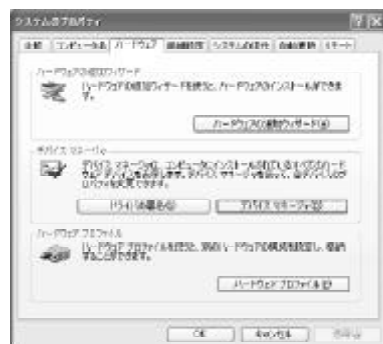 システムのプロパティ
全般 コンピュータ名 ハードウェア 詳細設定 システムの復元 自動更新 リモート
ハードウェアの追加ウィザード
ハードウェアの追加ウィザードを使うと、ハードウェアのインストールができます。
ハードウェアの追加ウィザード(H)
デバイス マネージャ
デバイス マネージャは、コンピュータにインストールされているすべてのハードウェア デバイスを表示します。デバイス マネージャを使って、各デバイスのプロパティを変更できます。
ドライバの署名(S)
デバイス マネージャ(D)
ハードウェア プロファイル
ハードウェア プロファイルを使うと、別のハードウェアの構成を設定し、格納することができます。
ハードウェア プロファイル(P)
OK キャンセル 適用(A)